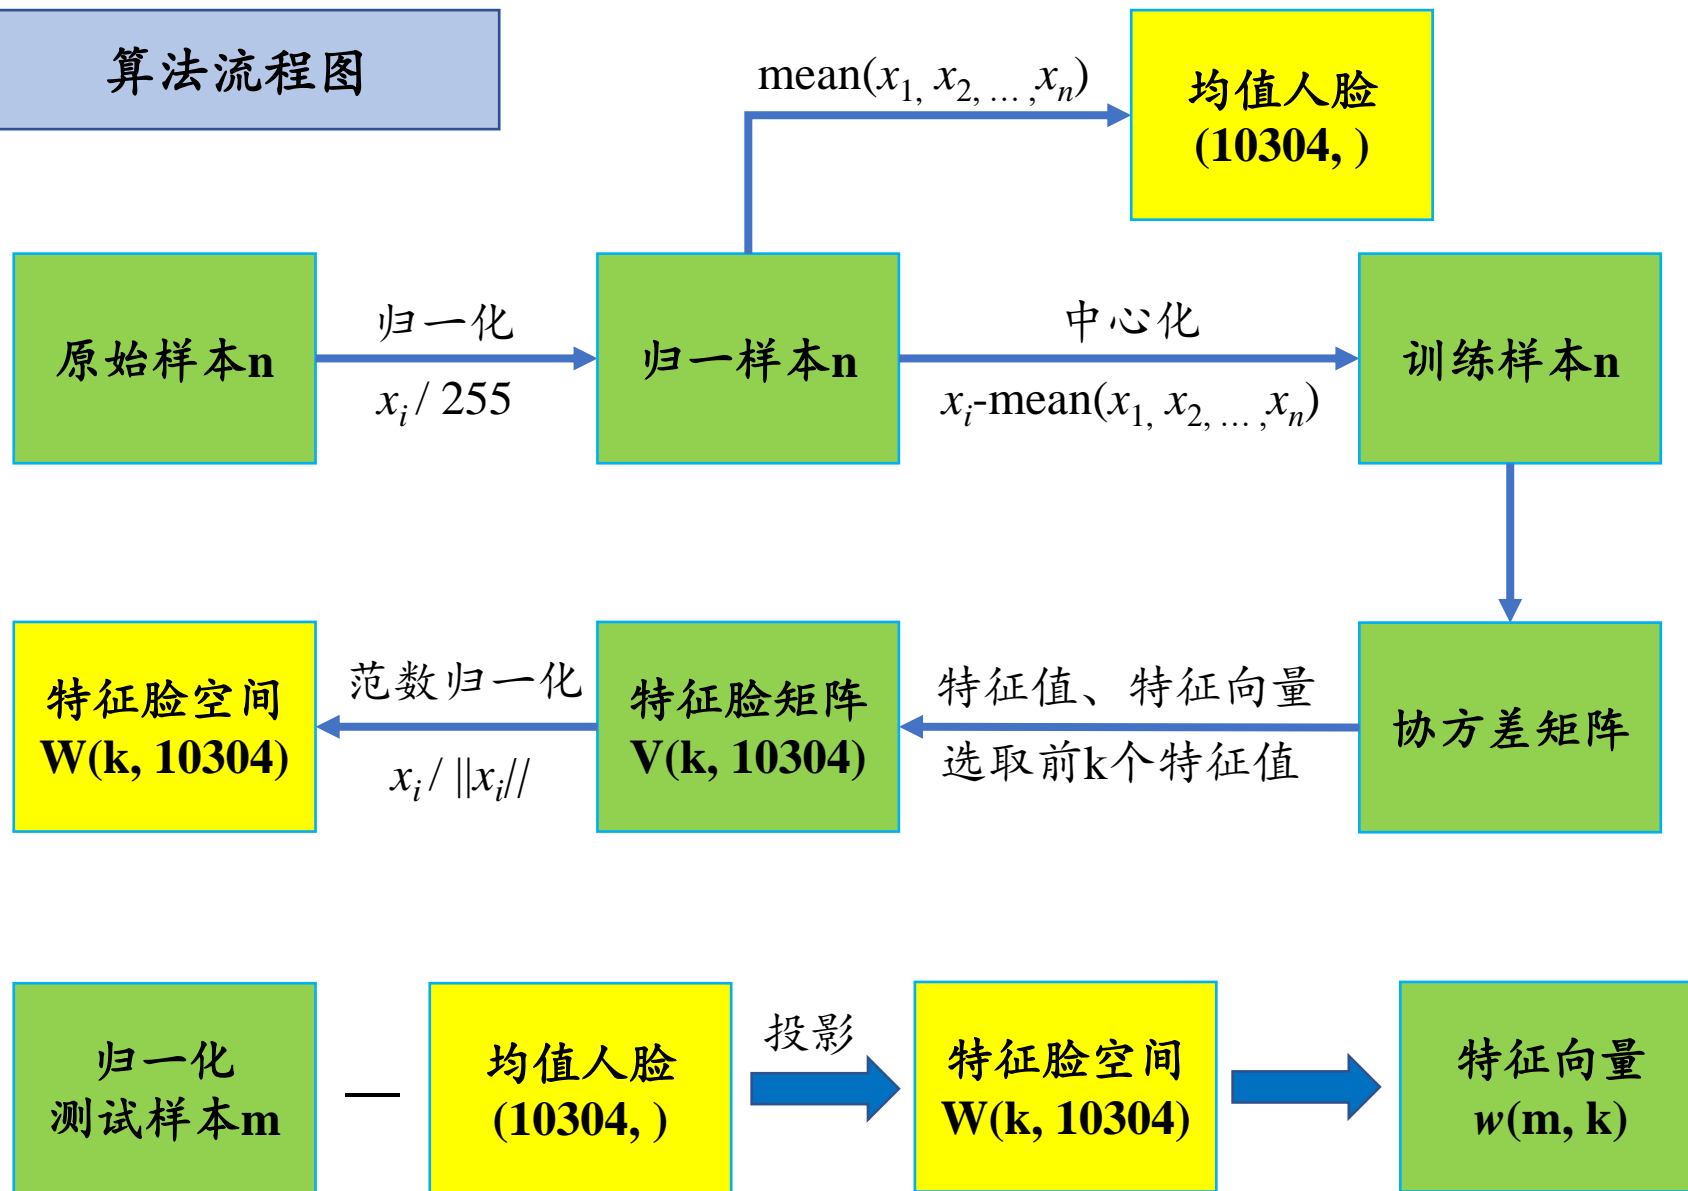 算法流程图
mean(x1, x2, … ,xn)
均值人脸
(10304, )
原始样本n
归一化
xi / 255
归一样本n
中心化
xi-mean(x1, x2, … ,xn)
训练样本n
特征脸空间
W(k, 10304)
范数归一化
xi / ||xi//
特征脸矩阵
V(k, 10304)
特征值、特征向量
选取前k个特征值
协方差矩阵
归一化
测试样本m
—
均值人脸
(10304, )
投影
特征脸空间
W(k, 10304)
特征向量
w(m, k)